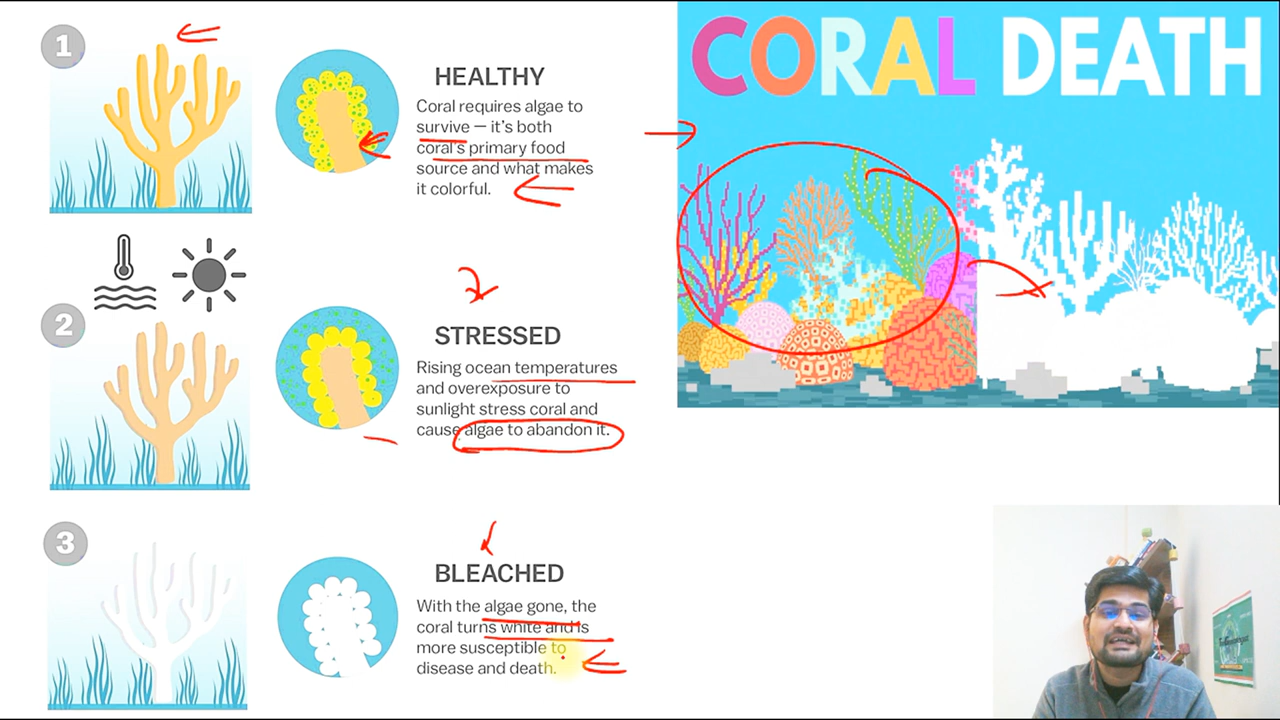 1
HEALTHY
Coral requires algae to
survive – it's both
coral's primary food
source and what makes
it colorful.
2
2
STRESSED
Rising ocean temperatures
and overexposure to
sunlight stress coral and
cause algae to abandon it.
3
BLEACHED
With the algae gone, the
coral turns white and is
more susceptible to
disease and death.
CORAL DEATH